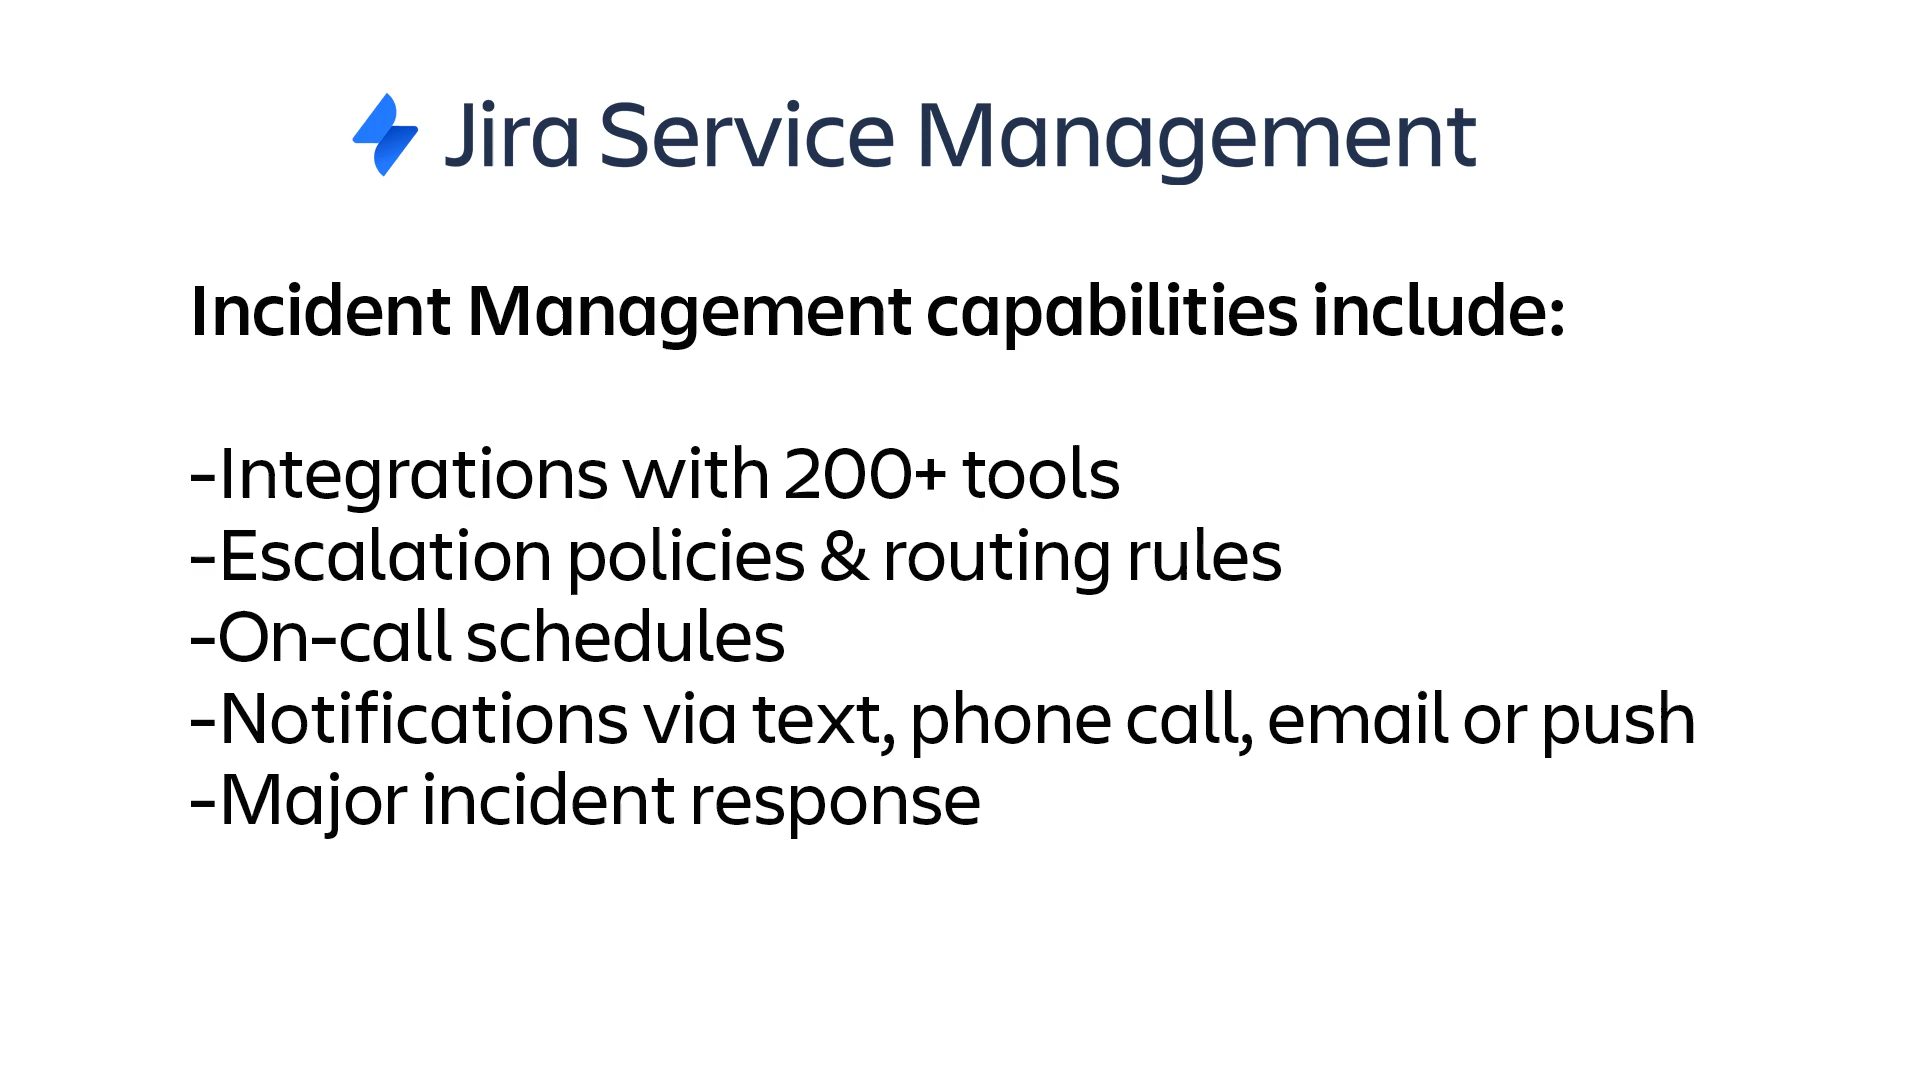 Jira Service Management
Incident Management capabilities include:
-Integrations with 200+ tools
-Escalation policies & routing rules
-On-call schedules
-Notifications via text, phone call, email or push
-Major incident response